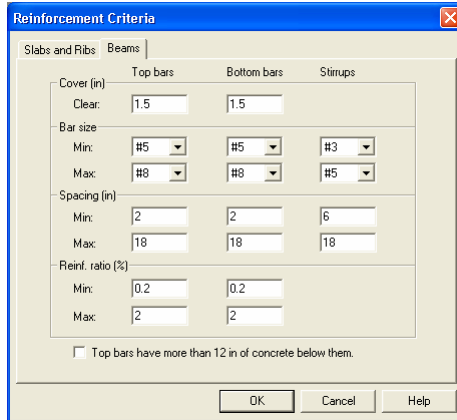 Reinforcement Criteria
Slabs and Ribs Beams
Top bars Bottom bars Stirrups
Cover (in)
Clear: 1.5 1.5
Bar size
Min: #5 #5 #3
Max: #8 #8 #5
Spacing (in)
Min: 2 2 6
Max: 18 18 18
Reinf. ratio (%)
Min: 0.2 0.2
Max: 2 2
Top bars have more than 12 in of concrete below them.
OK Cancel Help